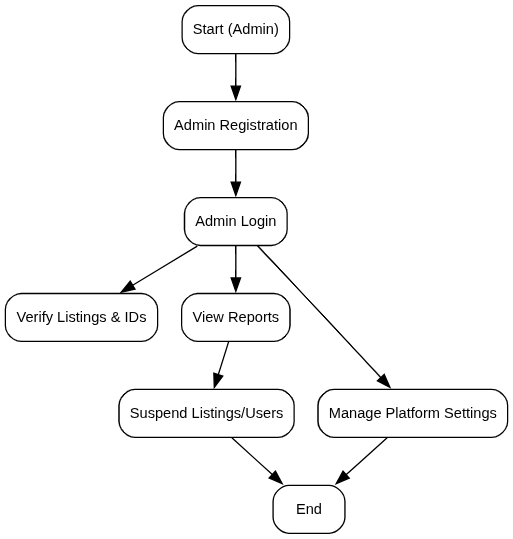 Start (Admin)
Admin Registration
Admin Login
Verify Listings & IDs
View Reports
Suspend Listings/Users
Manage Platform Settings
End